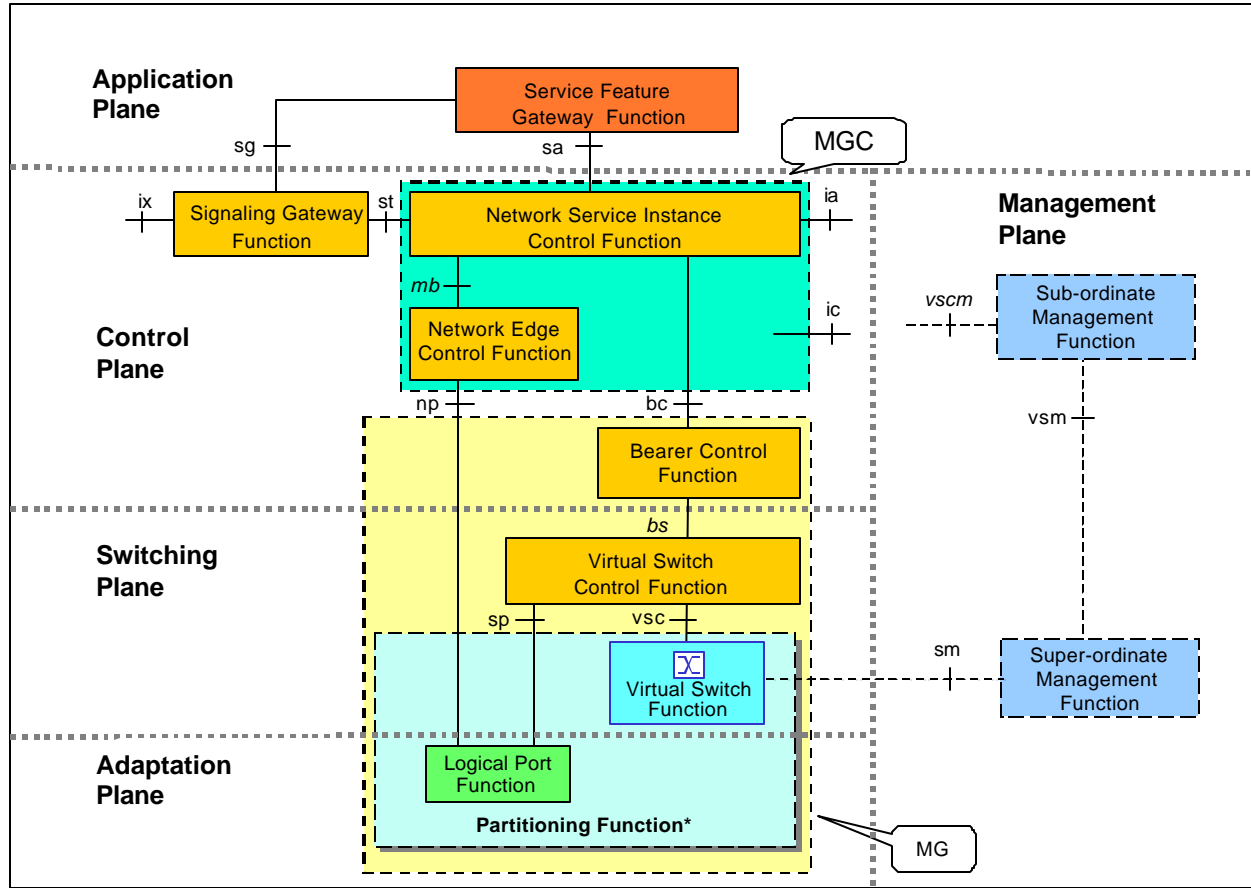 Application
Plane
Service Feature
Gateway Function
sg
sa
MGC
ix
Signaling Gateway
Function
st
Network Service Instance
Control Function
ia
Management
Plane
mb
ic
Control
Plane
Network Edge
Control Function
vscm
Sub-ordinate
Management
Function
np
bc
vsm
Bearer Control
Function
Switching
Plane
bs
Virtual Switch
Control Function
sp
vsc
Virtual Switch
Function
sm
Super-ordinate
Management
Function
Adaptation
Plane
Logical Port
Function
Partitioning Function*
MG